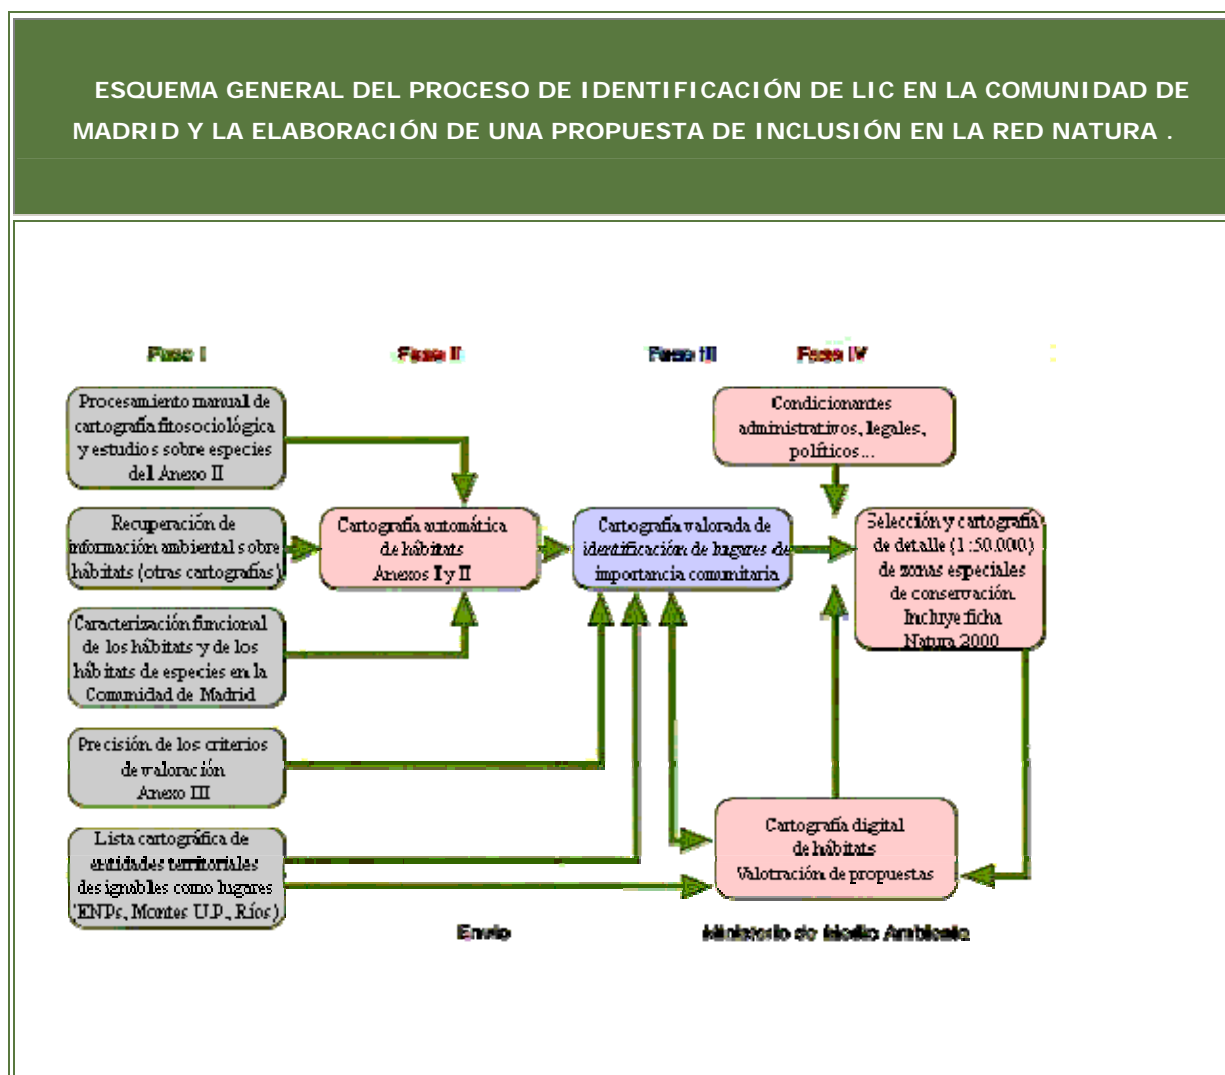 ESQUEMA GENERAL DEL PROCESO DE IDENTIFICACIÓN DE LIC EN LA COMUNIDAD DE
MADRID Y LA ELABORACIÓN DE UNA PROPUESTA DE INCLUSIÓN EN LA RED NATURA .
Fase I
Fase II
Fase III
Fase IV
Procesamiento manual de
cartografía fitosociológica
y estudios sobre especies
del Anexo II
Recuperación de
información ambiental sobre
hábitats (otras cartografías)
Caracterización funcional
de los hábitats y de los
hábitats de especies en la
Comunidad de Madrid
Precisión de los criterios
de valoración
Anexo III
Lista cartográfica de
entidades territoriales
designables como lugares
(ENPs, Montes U.P., Ríos)
Cartografía automática
de hábitats
Anexos I y II
Cartografía valorada de
identificación de lugares de
importancia comunitaria
Condicionantes
administrativos, legales,
políticos...
Selección y cartografía
de detalle (1:50.000)
de zonas especiales
de conservación.
Incluye ficha
Natura 2000
Cartografía digital
de hábitats
Valotración de propuestas
Envio
Ministerio de Medio Ambiente